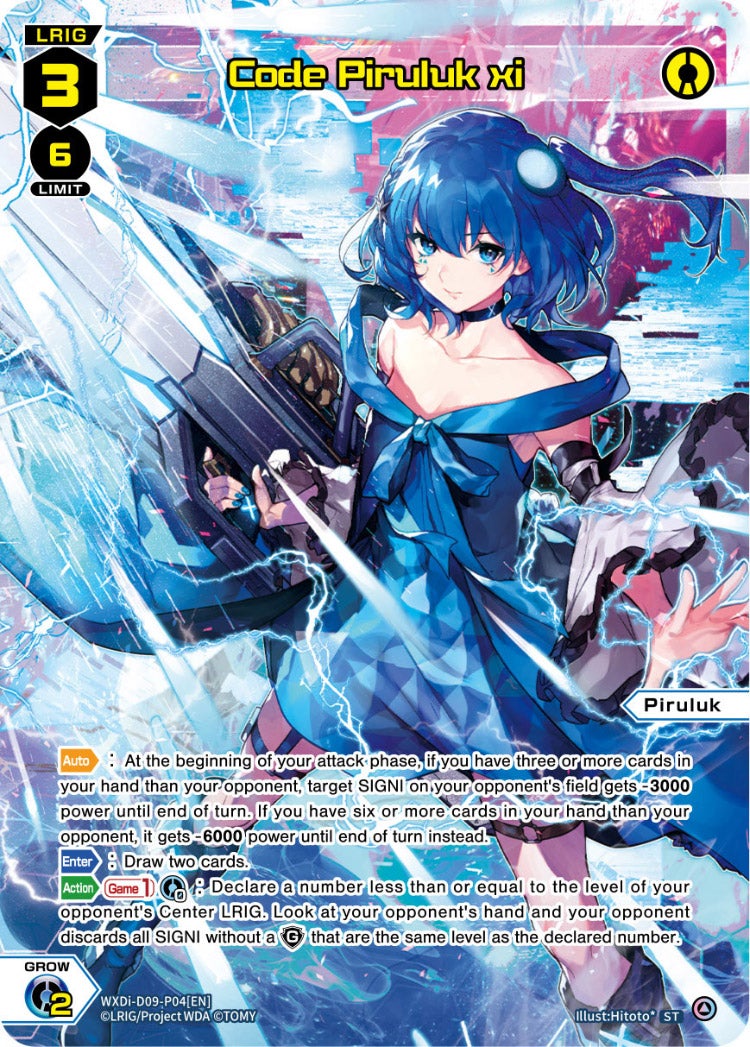 LRIG
3
Code Piruluk xi
6
LIMIT
Piruluk
Auto : At the beginning of your attack phase, if you have three or more cards in
your hand than your opponent, target SIGNI on your opponent's field gets -3000
power until end of turn. If you have six or more cards in your hand than your
opponent, it gets -6000 power until end of turn instead.
Enter : Draw two cards.
Action Game 1 0 : Declare a number less than or equal to the level of your
opponent's Center LRIG. Look at your opponent's hand and your opponent
discards all SIGNI without a G that are the same level as the declared number.
GROW
2
WXDi-D09-P04[EN]
©LRIG/Project WDA ©TOMY
Illust:Hitoto* ST